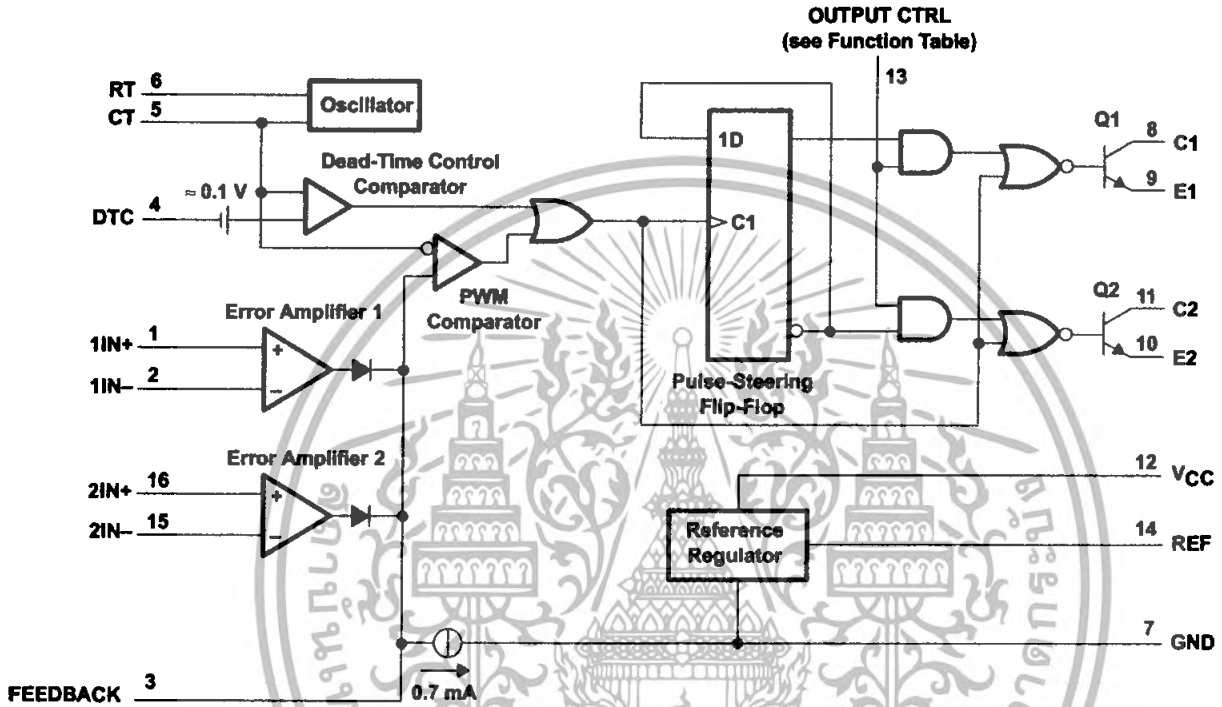 OUTPUT CTRL
(see Function Table)
13
RT 6
CT 5
Oscillator
Dead-Time Control
Comparator
≈ 0.1 V
DTC 4
PWM
Comparator
Error Amplifier 1
1IN+ 1
1IN– 2
+
–
Error Amplifier 2
2IN+ 16
2IN– 15
+
–
FEEDBACK 3
0.7 mA
1D
C1
Pulse-Steering
Flip-Flop
Q1
8 C1
9 E1
Q2
11 C2
10 E2
12 VCC
Reference
Regulator
14 REF
7 GND